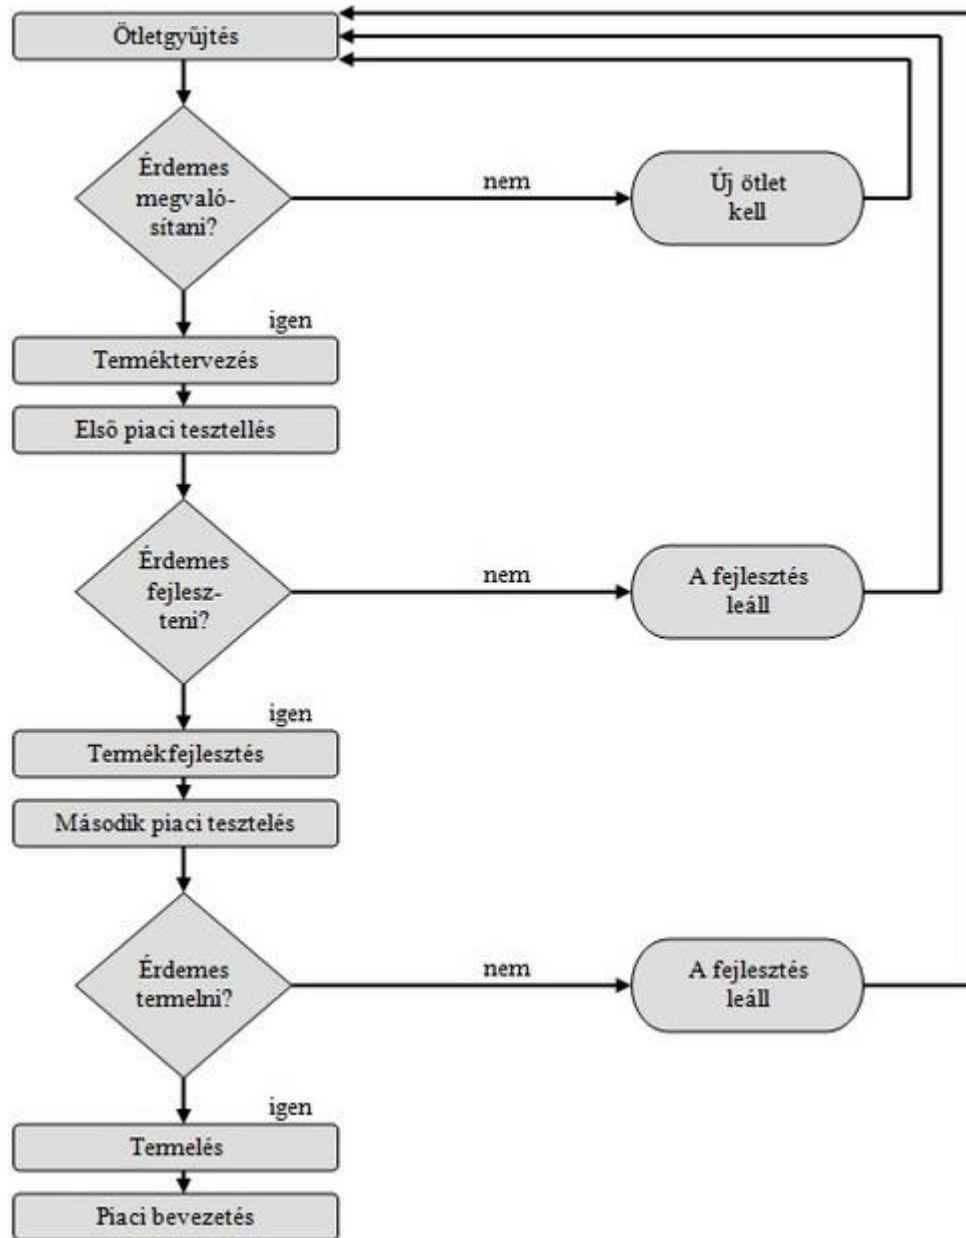 Ötletgyűjtés
Érdemes
megvaló-
sítani?
nem
Új ötlet
kell
igen
Terméktervezés
Első piaci tesztellés
Érdemes
fejlesz-
teni?
nem
A fejlesztés
leáll
igen
Termékfejlesztés
Második piaci tesztelés
Érdemes
termelni?
nem
A fejlesztés
leáll
igen
Termelés
Piaci bevezetés